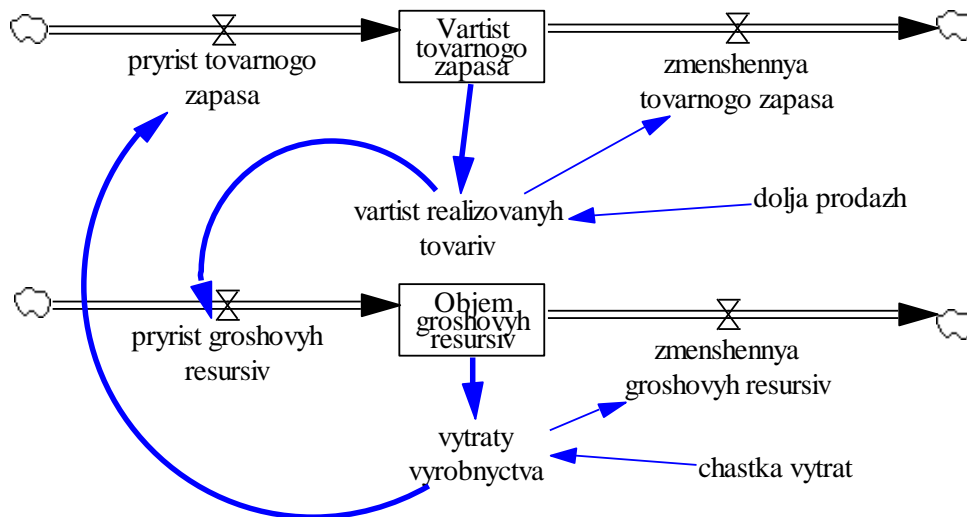 Vartist
tovarnogo
zapasa
pryrist tovarnogo
zapasa
zmenshennya
tovarnogo zapasa
vartist realizovanyh
tovariv
dolja prodazh
Objem
groshovyh
resursiv
pryrist groshovyh
resursiv
zmenshennya
groshovyh resursiv
vytraty
vyrobnyctva
chastka vytrat